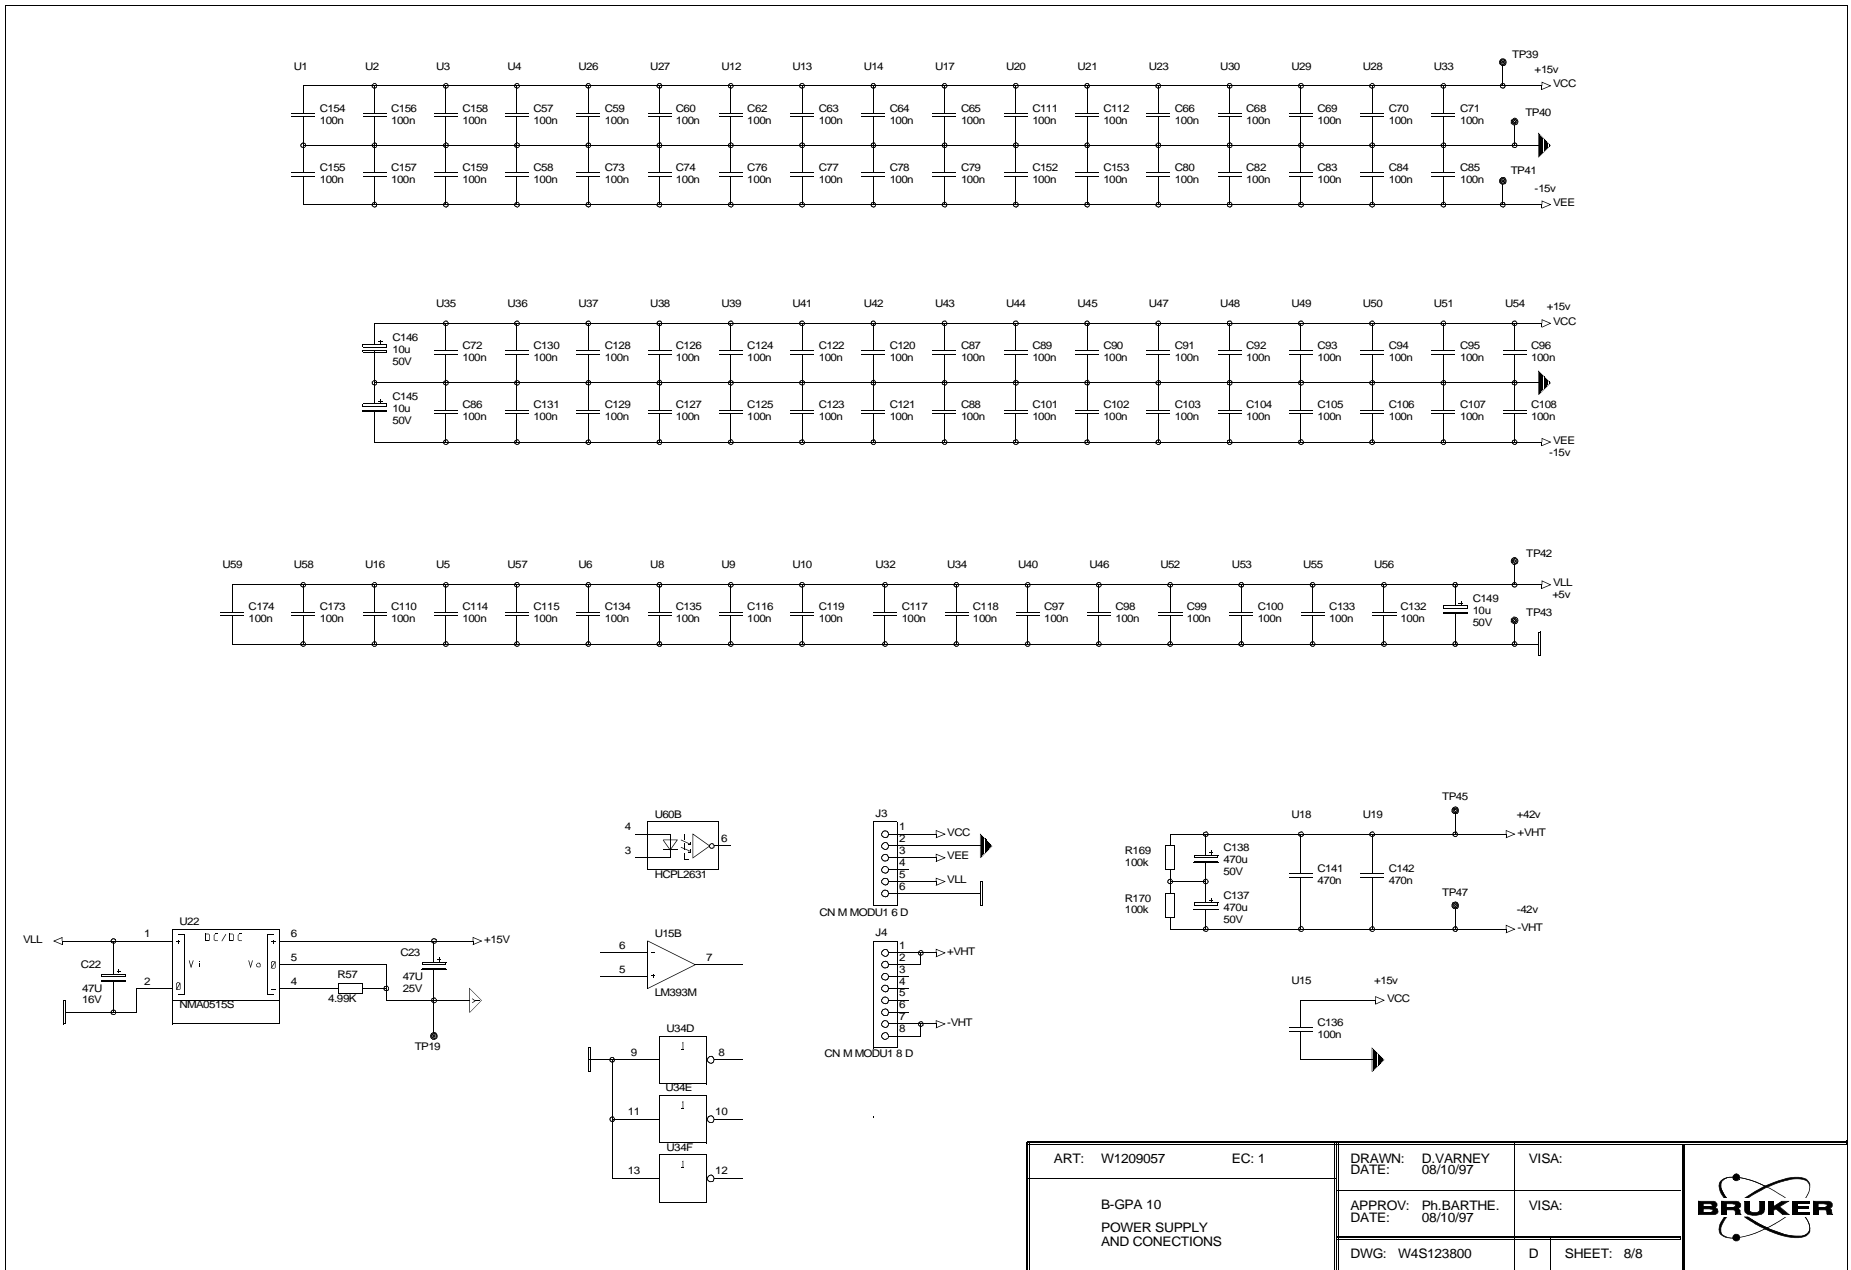 TP39
U1 U2 U3 U4 U26 U27 U12 U13 U14 U17 U20 U21 U23 U30 U29 U28 U33 +15v
VCC
C154 C156 C158 C57 C59 C60 C62 C63 C64 C65 C111 C112 C66 C68 C69 C70 C71 TP40
100n 100n 100n 100n 100n 100n 100n 100n 100n 100n 100n 100n 100n 100n 100n 100n 100n
C155 C157 C159 C58 C73 C74 C76 C77 C78 C79 C152 C153 C80 C82 C83 C84 C85 TP41
100n 100n 100n 100n 100n 100n 100n 100n 100n 100n 100n 100n 100n 100n 100n 100n 100n
-15v
VEE
U35 U36 U37 U38 U39 U41 U42 U43 U44 U45 U47 U48 U49 U50 U51 U54 +15v
VCC
+ C146
10u
50V
C72 C130 C128 C126 C124 C122 C120 C87 C89 C90 C91 C92 C93 C94 C95 C96
100n 100n 100n 100n 100n 100n 100n 100n 100n 100n 100n 100n 100n 100n 100n 100n
+ C145
10u
50V
C86 C131 C129 C127 C125 C123 C121 C88 C101 C102 C103 C104 C105 C106 C107 C108
100n 100n 100n 100n 100n 100n 100n 100n 100n 100n 100n 100n 100n 100n 100n 100n
VEE
-15v
TP42
U59 U58 U16 U5 U57 U6 U8 U9 U10 U32 U34 U40 U46 U52 U53 U55 U56
VLL
+5v
C174 C173 C110 C114 C115 C134 C135 C116 C119 C117 C118 C97 C98 C99 C100 C133 C132
100n 100n 100n 100n 100n 100n 100n 100n 100n 100n 100n 100n 100n 100n 100n 100n 100n
+ C149
10u
50V
TP43
U22
DC/DC
VLL 1 + + 6 +15V
Vi Vo 0 5
2 0 - 4
NMA0515S
C22 +
47U
16V
R57
4.99K
C23 +
47U
25V
TP19
U60B
4
3
6
HCPL2631
U15B
6 -
5 +
7
LM393M
U34D
9 1 8
U34E
11 1 10
U34F
13 1 12
J3
1 VCC
2
3 VEE
4
5 VLL
6
CN M MODU1 6 D
J4
1 +VHT
2
3
4
5
6
7 -VHT
8
CN M MODU1 8 D
TP45
U18 U19 +42v
+VHT
R169
100k
+ C138
470u
50V
C141
470n
C142
470n
R170
100k
+ C137
470u
50V
TP47
-42v
-VHT
U15 +15v
VCC
C136
100n
ART: W1209057 EC: 1
B-GPA 10
POWER SUPPLY
AND CONECTIONS
DRAWN: D.VARNEY VISA:
DATE: 08/10/97
APPROV: Ph.BARTHE. VISA:
DATE: 08/10/97
DWG: W4S123800 D SHEET: 8/8
BRUKER